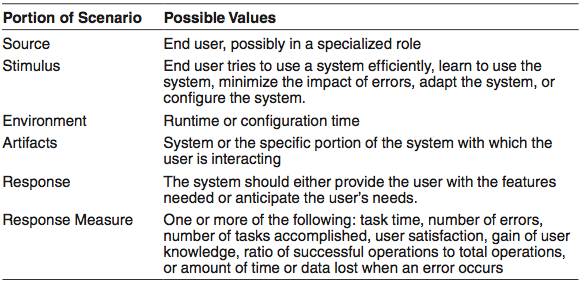 Portion of Scenario Possible Values
Source End user, possibly in a specialized role
Stimulus End user tries to use a system efficiently, learn to use the
system, minimize the impact of errors, adapt the system, or
configure the system.
Environment Runtime or configuration time
Artifacts System or the specific portion of the system with which the
user is interacting
Response The system should either provide the user with the features
needed or anticipate the user's needs.
Response Measure One or more of the following: task time, number of errors,
number of tasks accomplished, user satisfaction, gain of user
knowledge, ratio of successful operations to total operations,
or amount of time or data lost when an error occurs